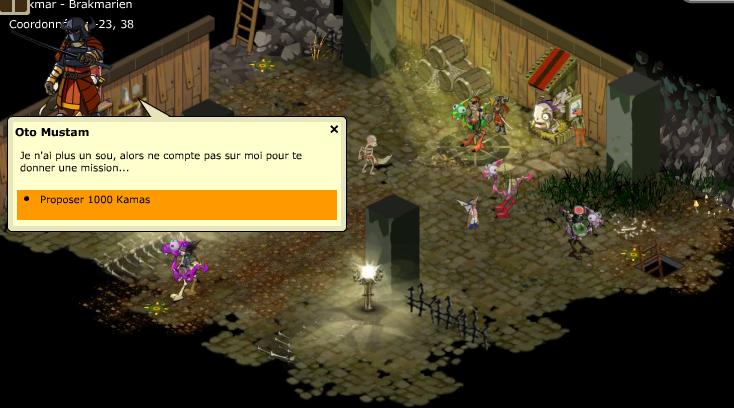 kmar - Brakmarien
-23, 38
Oto Mustam
Je n'ai plus un sou, alors ne compte pas sur moi pour te
donner une mission...
Proposer 1000 Kamas